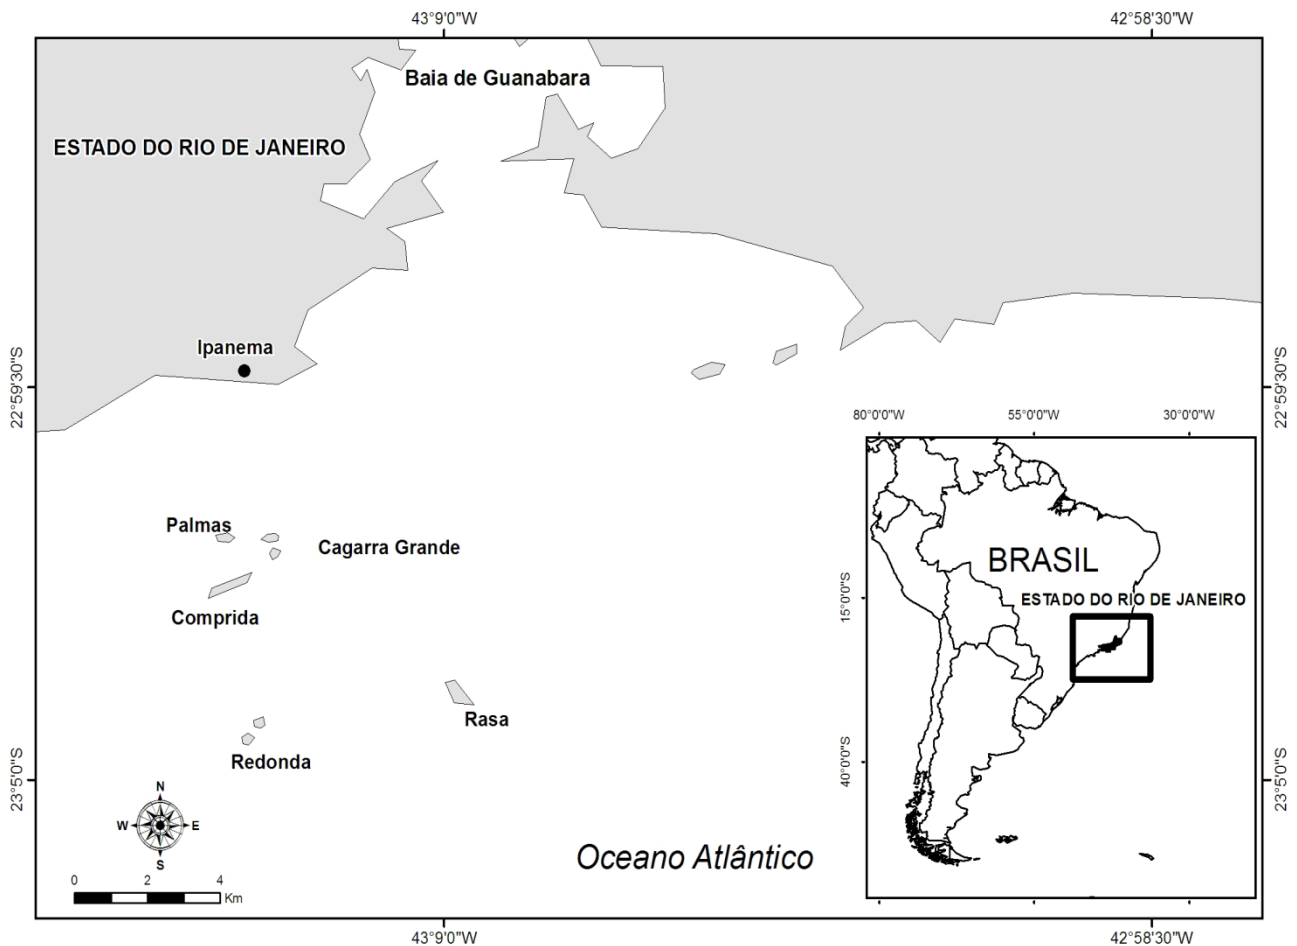 43°9'0"W
42°58'30"W
Baia de Guanabara
ESTADO DO RIO DE JANEIRO
Ipanema
22°59'30"S
22°59'30"S
80°0'0"W
55°0'0"W
30°0'0"W
Palmas
Cagarra Grande
BRASIL
15°0'0"S
ESTADO DO RIO DE JANEIRO
Comprida
Rasa
Redonda
40°0'0"S
23°5'0"S
23°5'0"S
N
W
E
S
Oceano Atlântico
0
2
4
Km
43°9'0"W
42°58'30"W